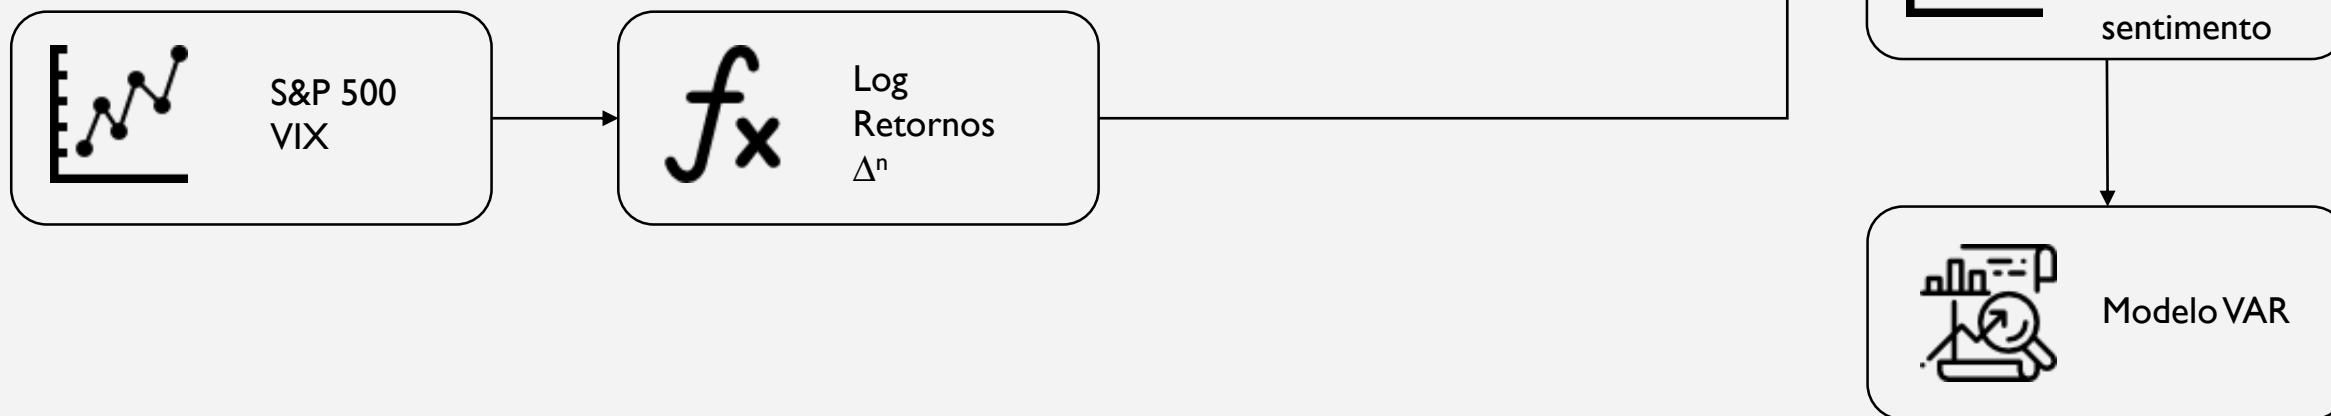 S&P 500
VIX
Log
Retornos
Δⁿ
sentimento
Modelo VAR